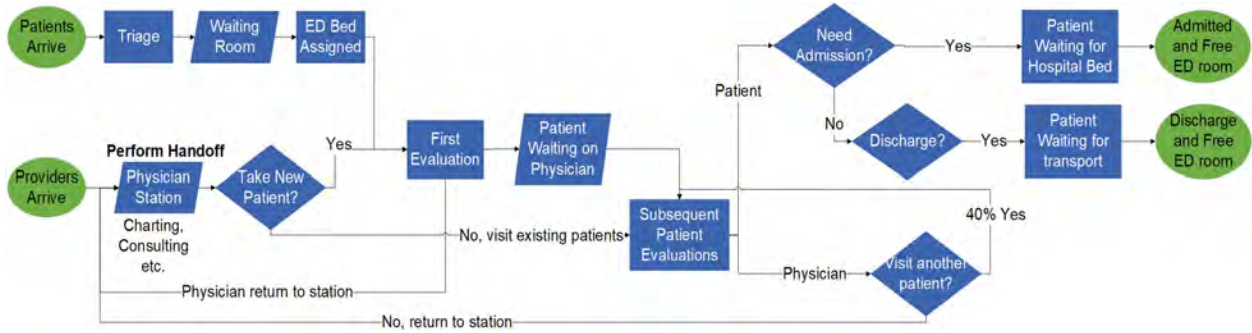 Patients
Arrive
Triage
Waiting
Room
ED Bed
Assigned
Need
Admission?
Yes
Patient
Waiting for
Hospital Bed
Admitted
and Free
ED room
Patient
No
Discharge?
Yes
Patient
Waiting for
transport
Discharge
and Free
ED room
Perform Handoff
Providers
Arrive
Physician
Station
Charting,
Consulting
etc.
Take New
Patient?
Yes
First
Evaluation
Patient
Waiting on
Physician
No, visit existing patients
Subsequent
Patient
Evaluations
40% Yes
Physician
Visit another
patient?
Physician return to station
No, return to station